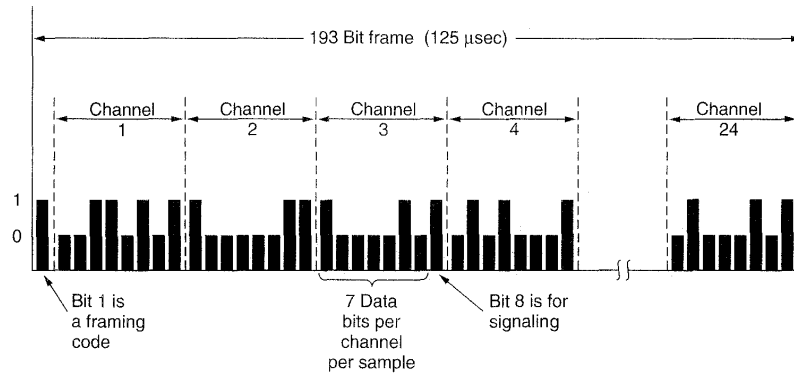 193 Bit frame (125 µsec)
Channel
1
Channel
2
Channel
3
Channel
4
Channel
24
1
0
Bit 1 is
a framing
code
7 Data
bits per
channel
per sample
Bit 8 is for
signaling